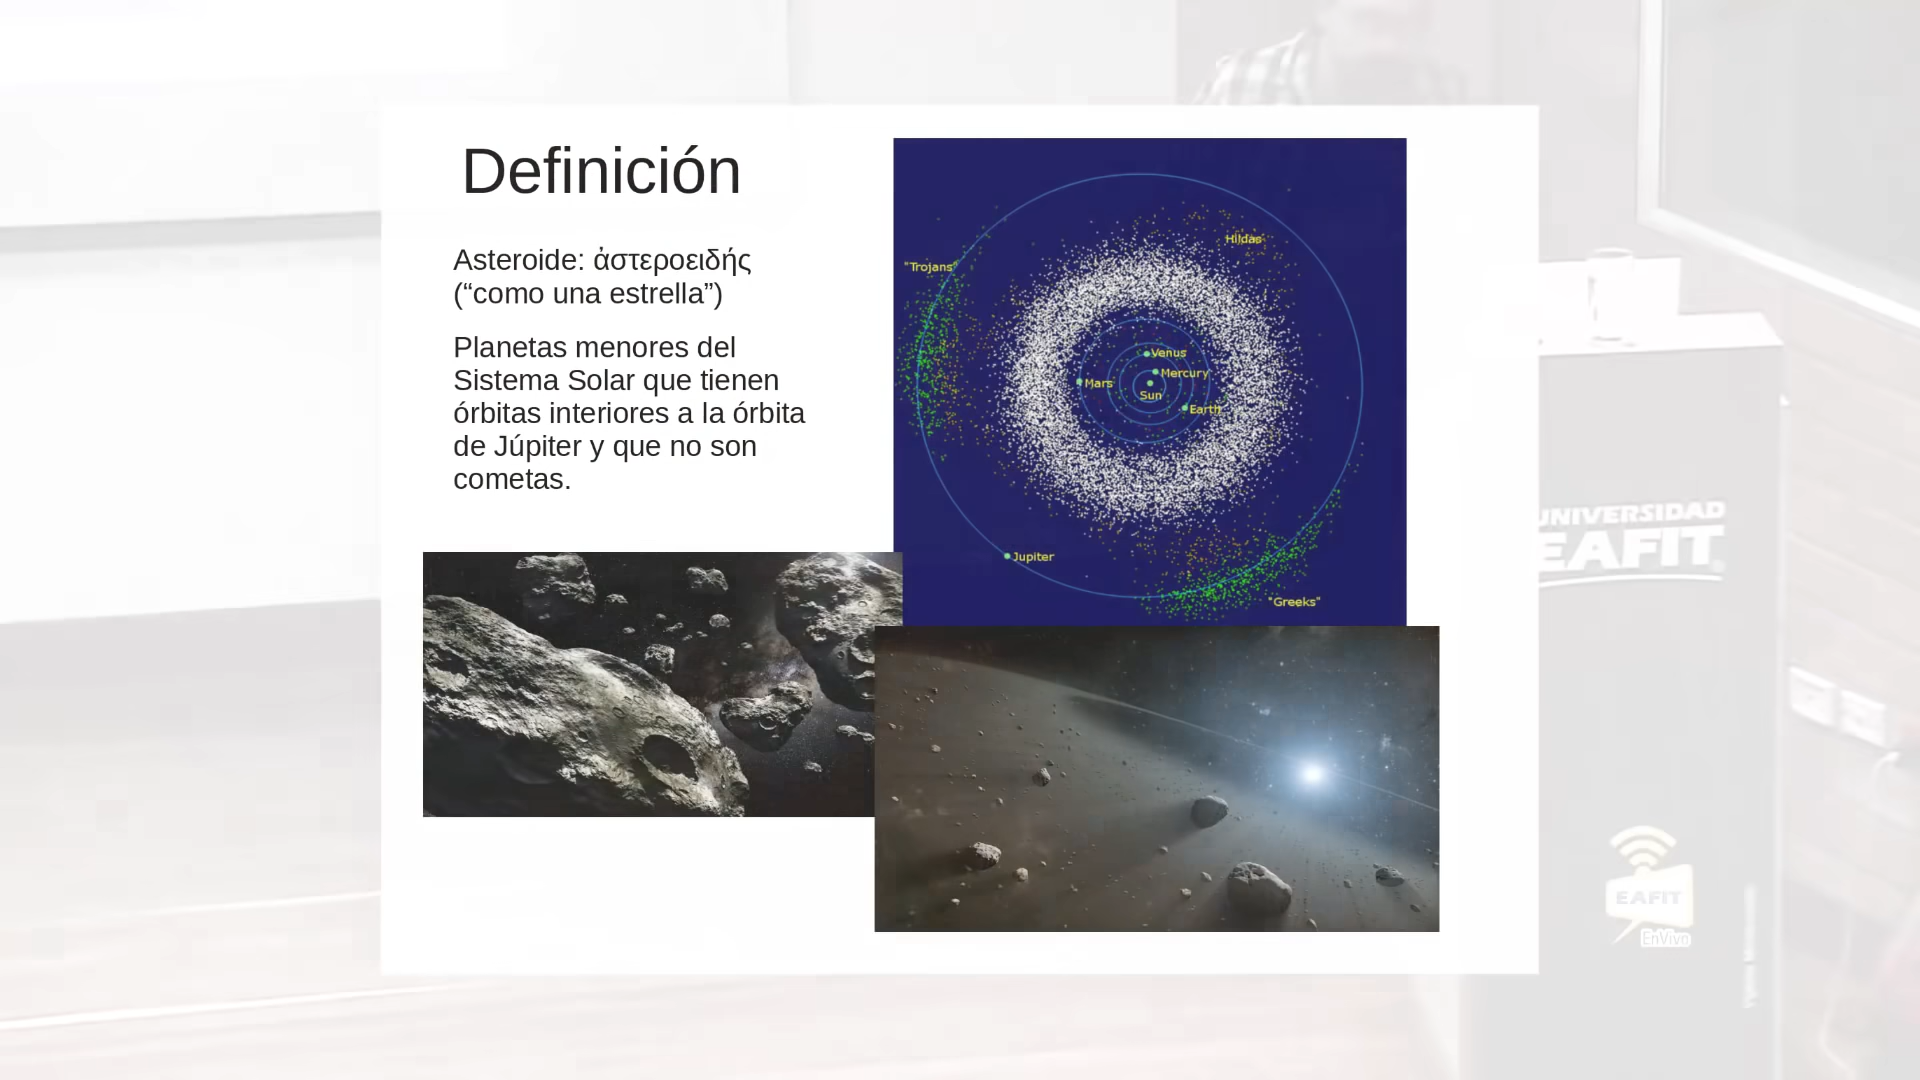 Definición
Asteroide: ἀστεροειδής
(“como una estrella”)
Planetas menores del
Sistema Solar que tienen
órbitas interiores a la órbita
de Júpiter y que no son
cometas.
Hildas
"Trojans"
Venus
Mercury
Mars
Sun
Earth
Jupiter
"Greeks"
UNIVERSIDAD
EAFIT
EAFIT
EnVivo